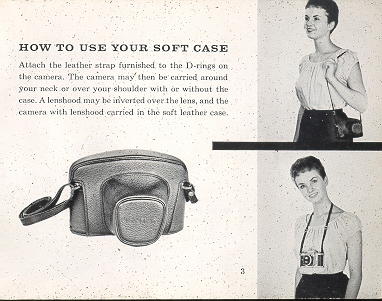 HOW TO USE YOUR SOFT CASE
Attach the leather strap furnished to the D-rings on
the camera. The camera may then be carried around
your neck or over your shoulder with or without the
case. A lenshood may be inverted over the lens, and the
camera with lenshood carried in the soft leather case.
3